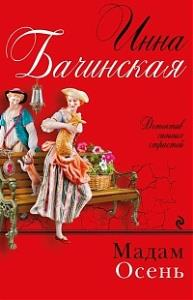 Инна
Бачинская
Детектив
сильных
страстей
Мадам
Осень